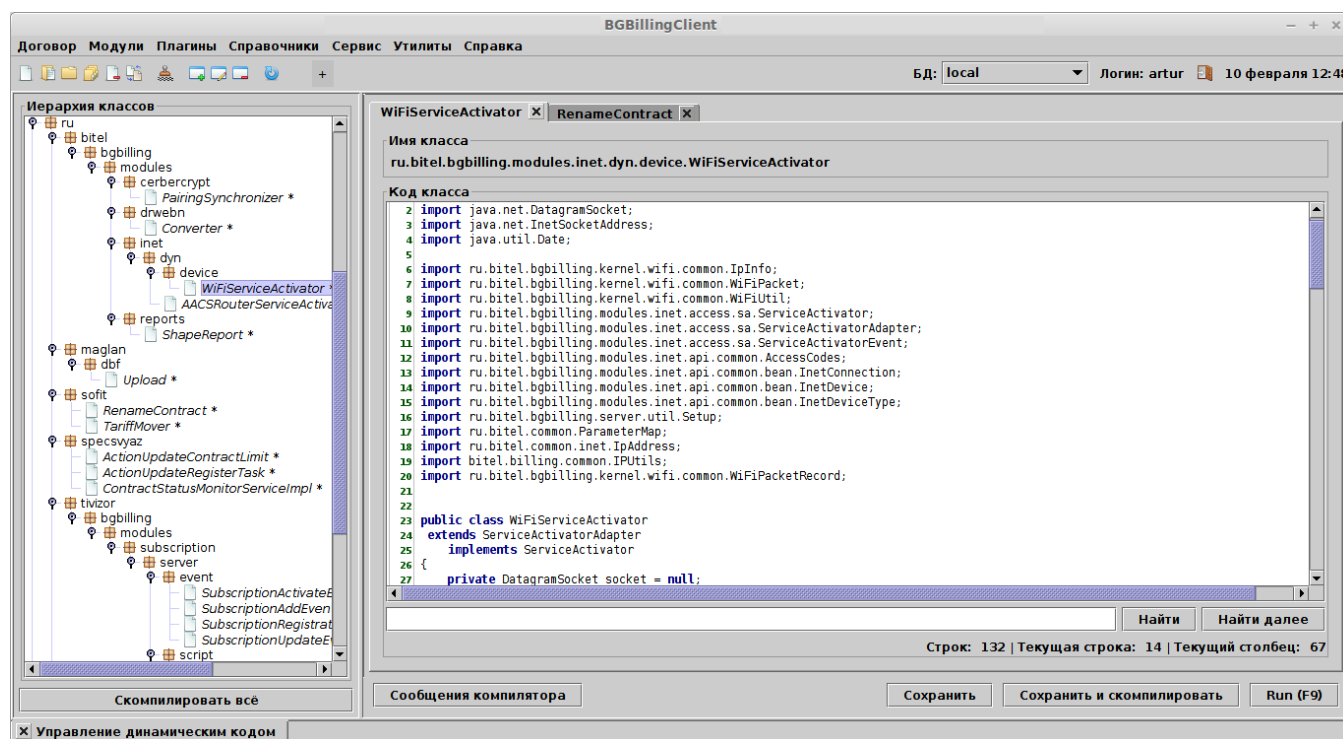 BGBillingClient
Договор Модули Плагины Справочники Сервис Утилиты Справка
+ БД: local Логин: artur 10 февраля 12:48
Иерархия классов
ru
bitel
bgbilling
modules
cerbercrypt
PairingSynchronizer *
drwebn
Converter *
inet
dyn
device
WiFiServiceActivator *
AACSRouterServiceActiva
reports
ShapeReport *
maglan
dbf
Upload *
sofit
RenameContract *
TariffMover *
specsvyaz
ActionUpdateContractLimit *
ActionUpdateRegisterTask *
ContractStatusMonitorServiceImpl *
tivizor
bgbilling
modules
subscription
server
event
SubscriptionActivateE
SubscriptionAddEven
SubscriptionRegistrat
SubscriptionUpdateEv
script
Скомпилировать всё
WiFiServiceActivator RenameContract
Имя класса
ru.bitel.bgbilling.modules.inet.dyn.device.WiFiServiceActivator
Код класса
2 import java.net.DatagramSocket;
3 import java.net.InetSocketAddress;
4 import java.util.Date;
5
6 import ru.bitel.bgbilling.kernel.wifi.common.IpInfo;
7 import ru.bitel.bgbilling.kernel.wifi.common.WiFiPacket;
8 import ru.bitel.bgbilling.kernel.wifi.common.WiFiUtil;
9 import ru.bitel.bgbilling.modules.inet.access.sa.ServiceActivator;
10 import ru.bitel.bgbilling.modules.inet.access.sa.ServiceActivatorAdapter;
11 import ru.bitel.bgbilling.modules.inet.access.sa.ServiceActivatorEvent;
12 import ru.bitel.bgbilling.modules.inet.api.common.AccessCodes;
13 import ru.bitel.bgbilling.modules.inet.api.common.bean.InetConnection;
14 import ru.bitel.bgbilling.modules.inet.api.common.bean.InetDevice;
15 import ru.bitel.bgbilling.modules.inet.api.common.bean.InetDeviceType;
16 import ru.bitel.bgbilling.server.util.Setup;
17 import ru.bitel.common.ParameterMap;
18 import ru.bitel.common.inet.IpAddress;
19 import bitel.billing.common.IPUtils;
20 import ru.bitel.bgbilling.kernel.wifi.common.WiFiPacketRecord;
21
22
23 public class WiFiServiceActivator
24 extends ServiceActivatorAdapter
25 implements ServiceActivator
26 {
27 private DatagramSocket socket = null;
Найти Найти далее
Строк: 132 | Текущая строка: 14 | Текущий столбец: 67
Сообщения компилятора Сохранить Сохранить и скомпилировать Run (F9)
Управление динамическим кодом